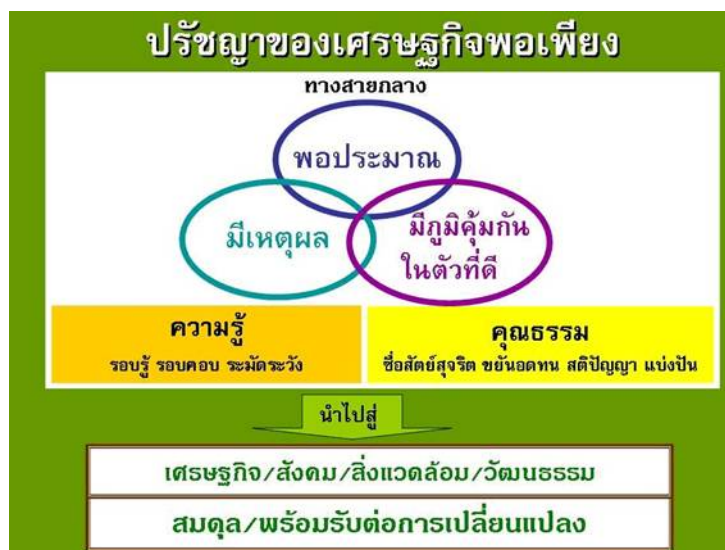 ปรัชญาของเศรษฐกิจพอเพียง
ทางสายกลาง
พอประมาณ
มีเหตุผล
มีภูมิคุ้มกัน
ในตัวที่ดี
ความรู้
รอบรู้ รอบคอบ ระมัดระวัง
คุณธรรม
ซื่อสัตย์สุจริต ขยันอดทน สติปัญญา แบ่งปัน
นำไปสู่
เศรษฐกิจ/สังคม/สิ่งแวดล้อม/วัฒนธรรม
สมดุล/พร้อมรับต่อการเปลี่ยนแปลง